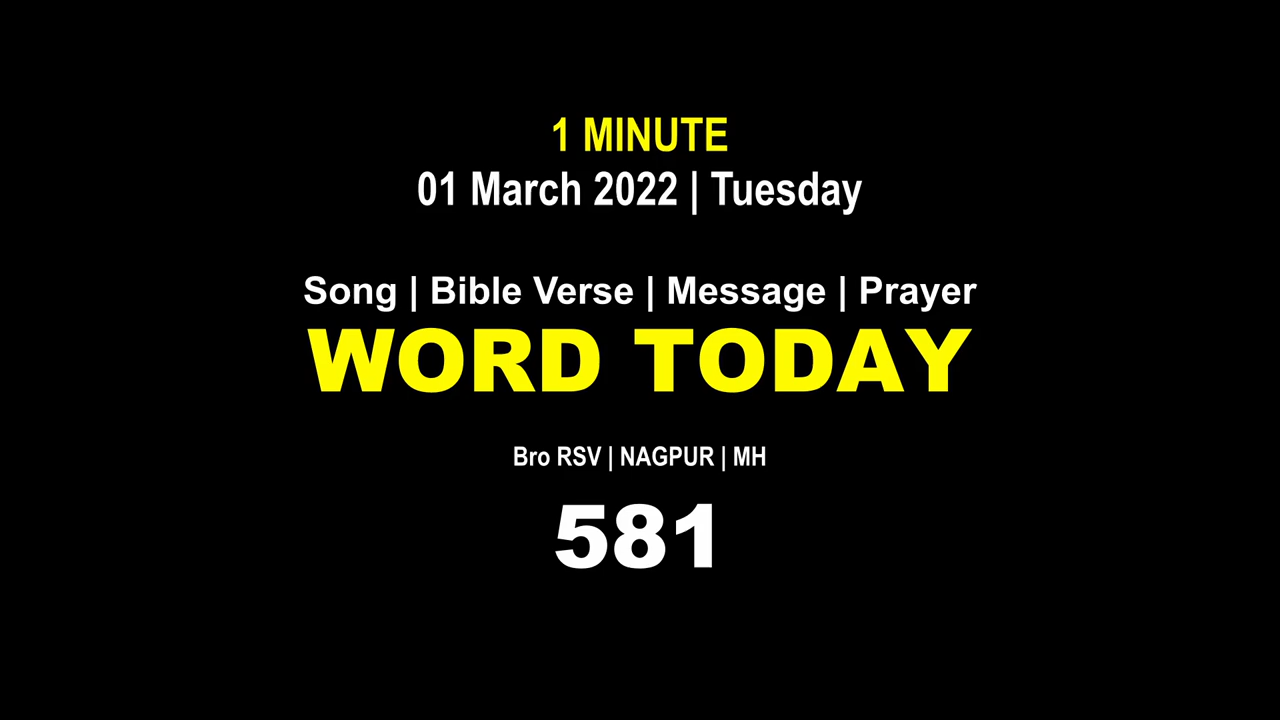 1 MINUTE
01 March 2022 | Tuesday
Song | Bible Verse | Message | Prayer
WORD TODAY
Bro RSV | NAGPUR | MH
581